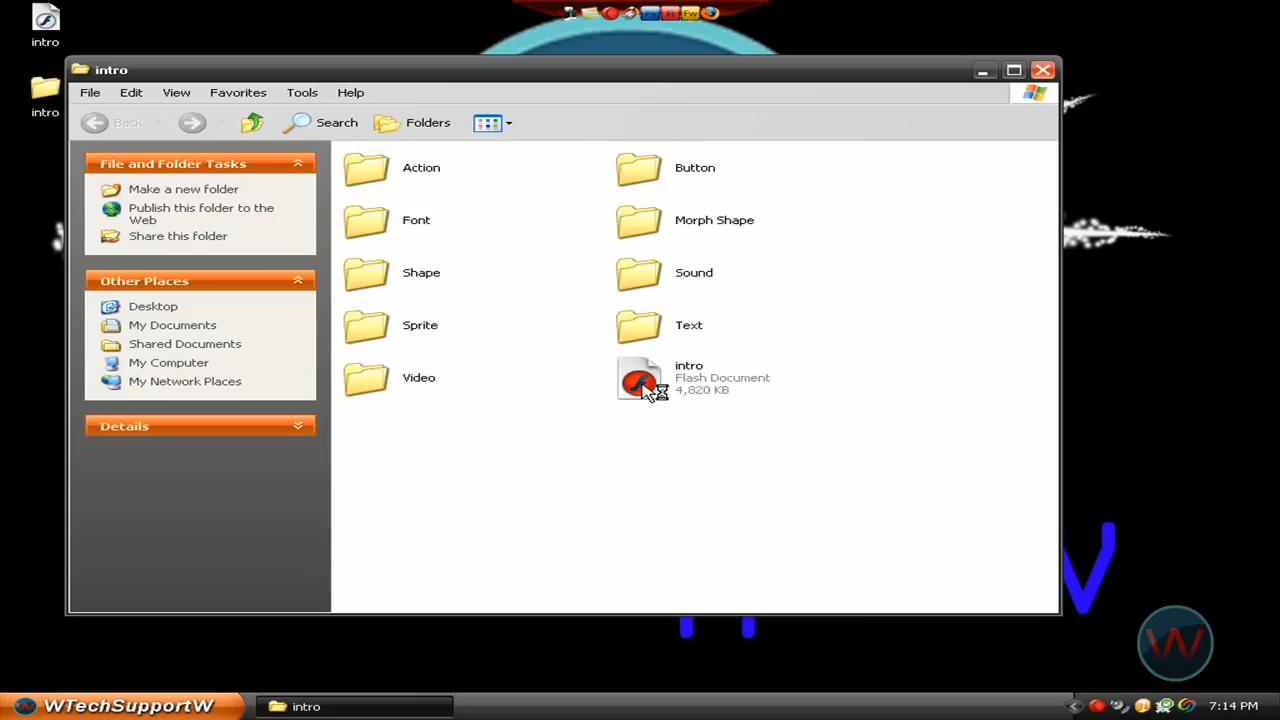 intro
intro
intro
File Edit View Favorites Tools Help
Back Search Folders
File and Folder Tasks
Make a new folder
Publish this folder to the
Web
Share this folder
Other Places
Desktop
My Documents
Shared Documents
My Computer
My Network Places
Details
Action
Button
Font
Morph Shape
Shape
Sound
Sprite
Text
Video
intro
Flash Document
4,820 KB
WTechSupportW
intro
7:14 PM